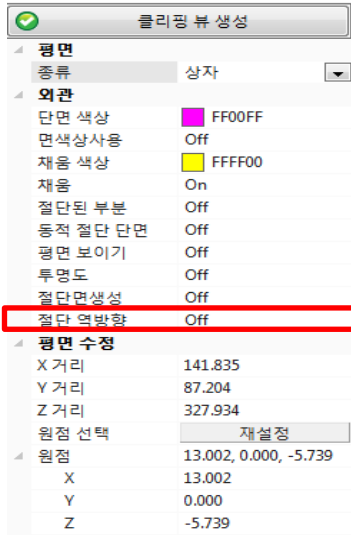 클리핑 뷰 생성
평면
종류 상자
외관
단면 색상 FF00FF
면색상사용 Off
채움 색상 FFFF00
채움 On
절단된 부분 Off
동적 절단 단면 Off
평면 보이기 Off
투명도 Off
절단면생성 Off
절단 역방향 Off
평면 수정
X 거리 141.835
Y 거리 87.204
Z 거리 327.934
원점 선택 재설정
원점 13.002, 0.000, -5.739
X 13.002
Y 0.000
Z -5.739